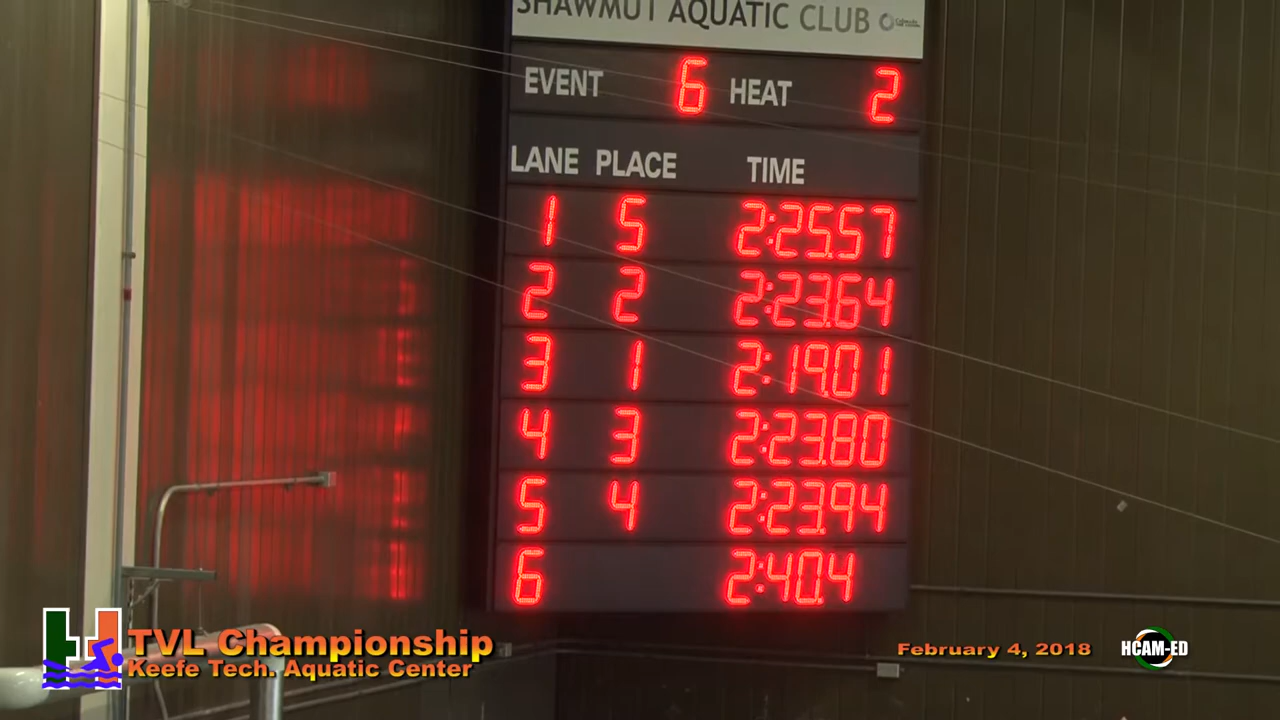 SHAWMUT AQUATIC CLUB
EVENT 6 HEAT 2
LANE PLACE TIME
1 5 2:25.57
2 2 2:23.64
3 1 2:19.01
4 3 2:23.80
5 4 2:23.94
6 2:40.4
TVL Championship
Keefe Tech. Aquatic Center
February 4, 2018
HCAM-ED